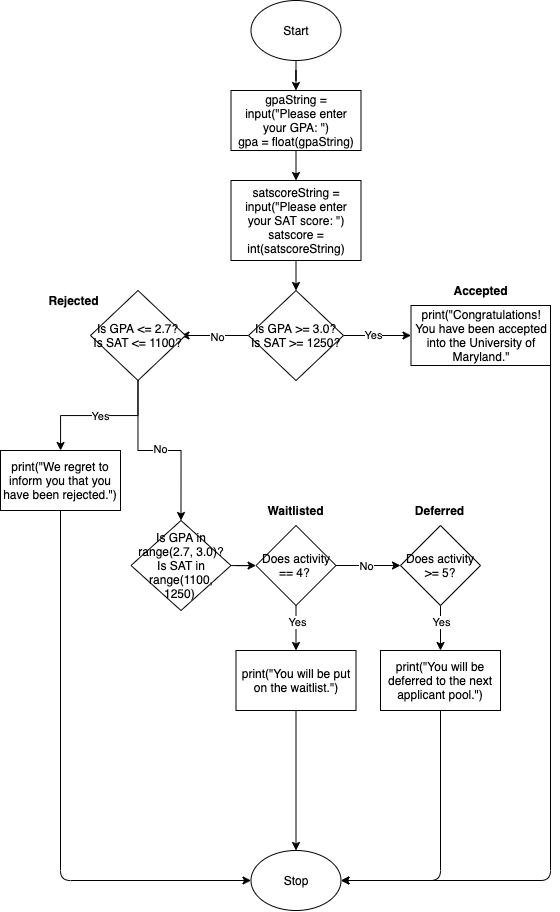 Start
gpaString =
input("Please enter
your GPA: ")
gpa = float(gpaString)
satscoreString =
input("Please enter
your SAT score: ")
satscore =
int(satscoreString)
Rejected
Accepted
Is GPA <= 2.7?
Is SAT <= 1100?
No
Is GPA >= 3.0?
Is SAT >= 1250?
Yes
print("Congratulations!
You have been accepted
into the University of
Maryland."
Yes
No
print("We regret to
inform you that you
have been rejected.")
Waitlisted
Deferred
Is GPA in
range(2.7, 3.0)?
Is SAT in
range(1100,
1250)
Does activity
== 4?
No
Does activity
>= 5?
Yes
Yes
print("You will be put
on the waitlist.")
print("You will be
deferred to the next
applicant pool.")
Stop